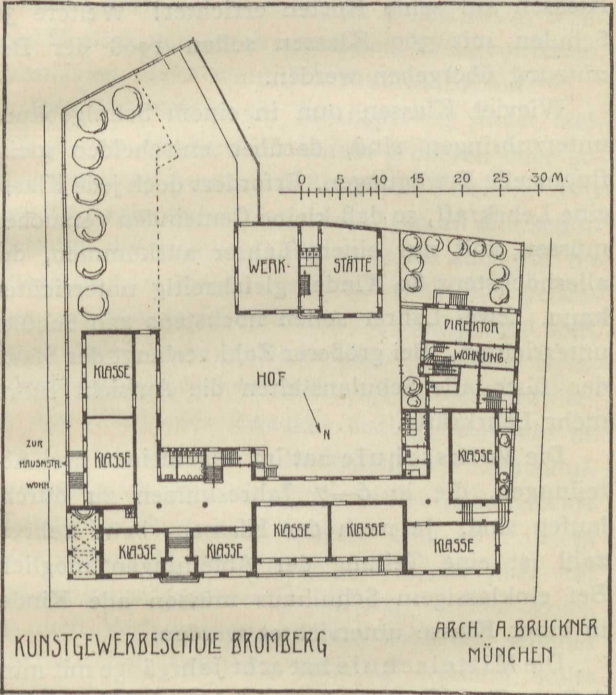 0 5 10 15 20 25 30 M.
WERK- STÄTTE
DIREKTOR
WOHNUNG
KLASSE
HOF
N
KLASSE
KLASSE
ZUR
HAUSMSTR.
WOHN.
KLASSE
KLASSE
KLASSE
KLASSE
KLASSE
KLASSE
KUNSTGEWERBESCHULE BROMBERG
ARCH. A. BRUCKNER
MÜNCHEN